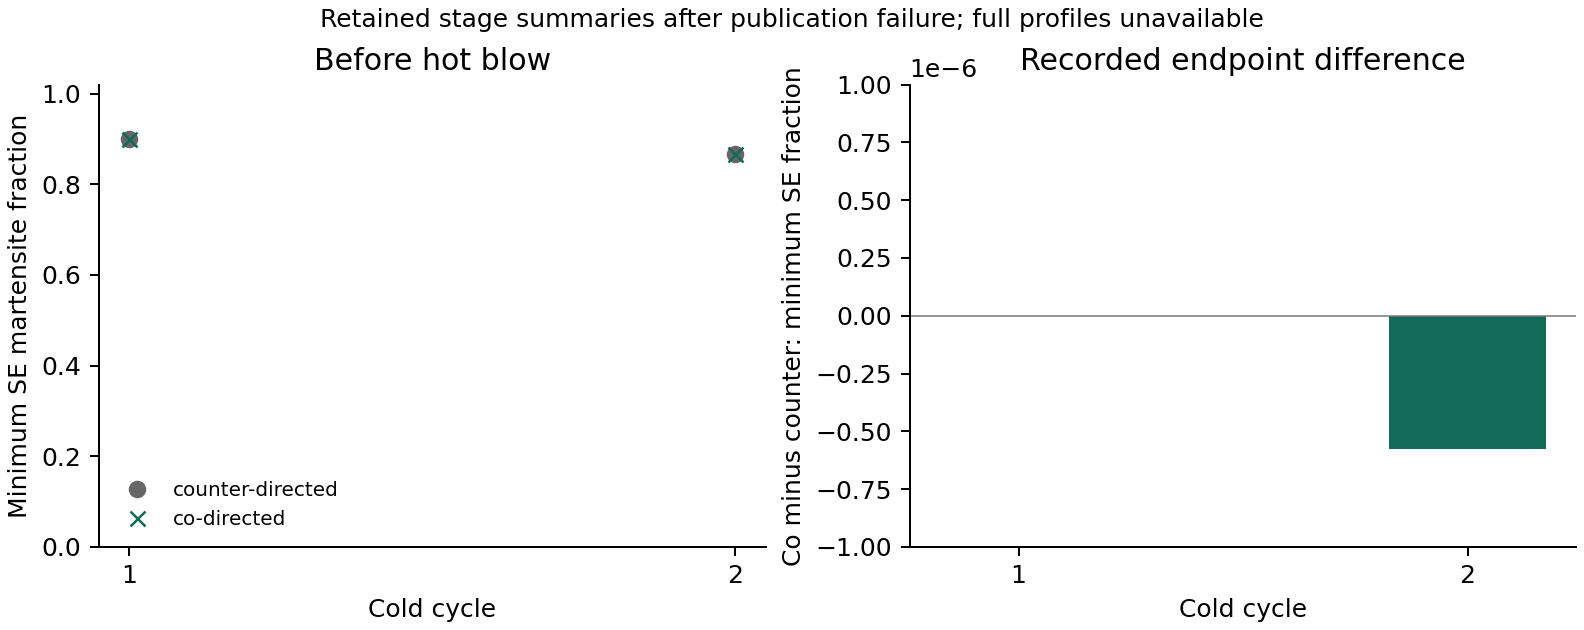 Retained stage summaries after publication failure; full profiles unavailable
Before hot blow
Minimum SE martensite fraction
1.0
0.8
0.6
0.4
0.2
0.0
counter-directed
co-directed
1
2
Cold cycle
Recorded endpoint difference
1e−6
Co minus counter: minimum SE fraction
1.00
0.75
0.50
0.25
0.00
−0.25
−0.50
−0.75
−1.00
1
2
Cold cycle